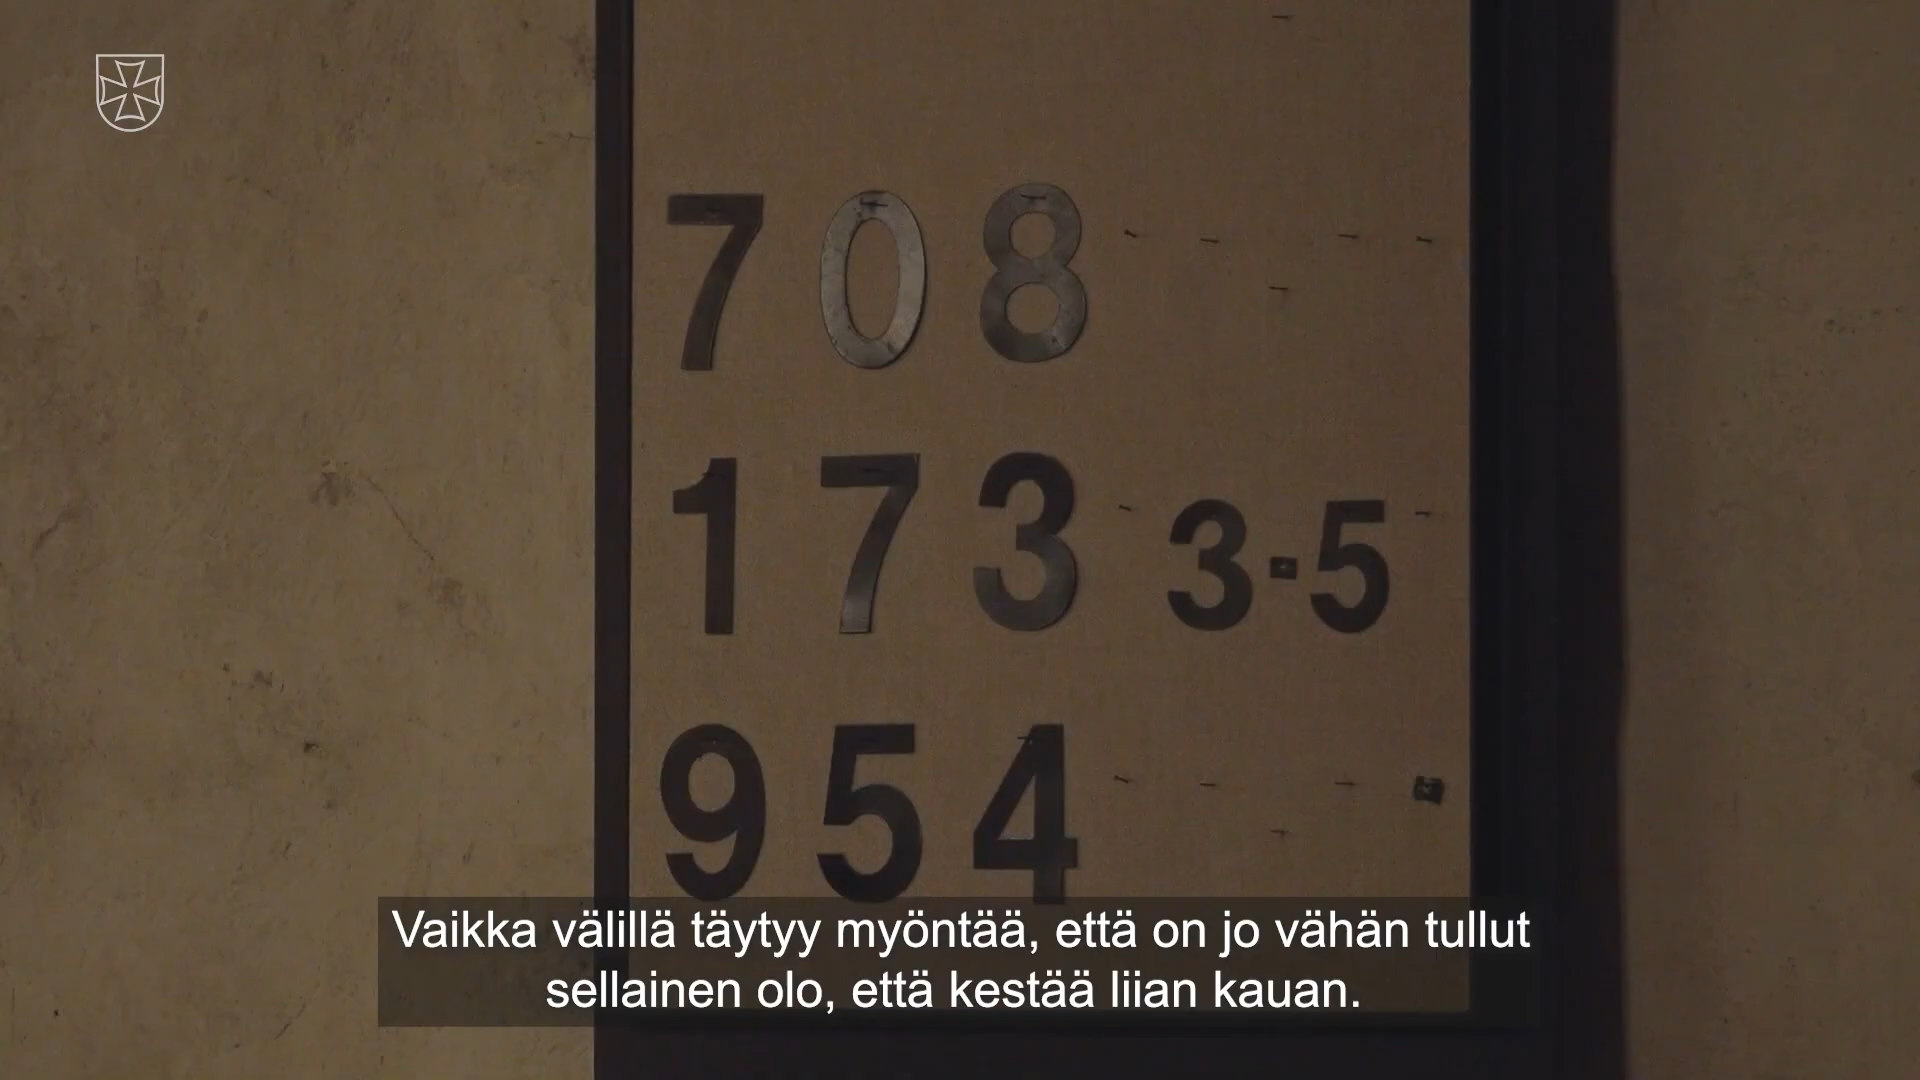 708
173 3-5
954
Vaikka välillä täytyy myöntää, että on jo vähän tullut
sellainen olo, että kestää liian kauan.